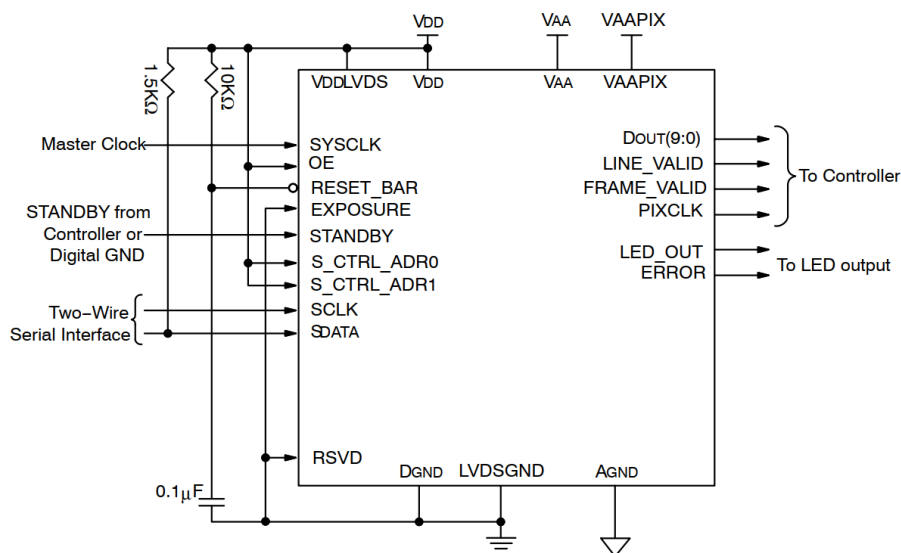 VDD
VAA
VAAPIX
1.5KΩ
10KΩ
VDDLVDS
VDD
VAA
VAAPIX
Master Clock
SYSCLK
OE
RESET_BAR
EXPOSURE
STANDBY from
Controller or
Digital GND
STANDBY
S_CTRL_ADR0
S_CTRL_ADR1
Two−Wire
Serial Interface
SCLK
SDATA
RSVD
DOUT(9:0)
LINE_VALID
FRAME_VALID
PIXCLK
To Controller
LED_OUT
ERROR
To LED output
DGND
LVDSGND
AGND
0.1μF